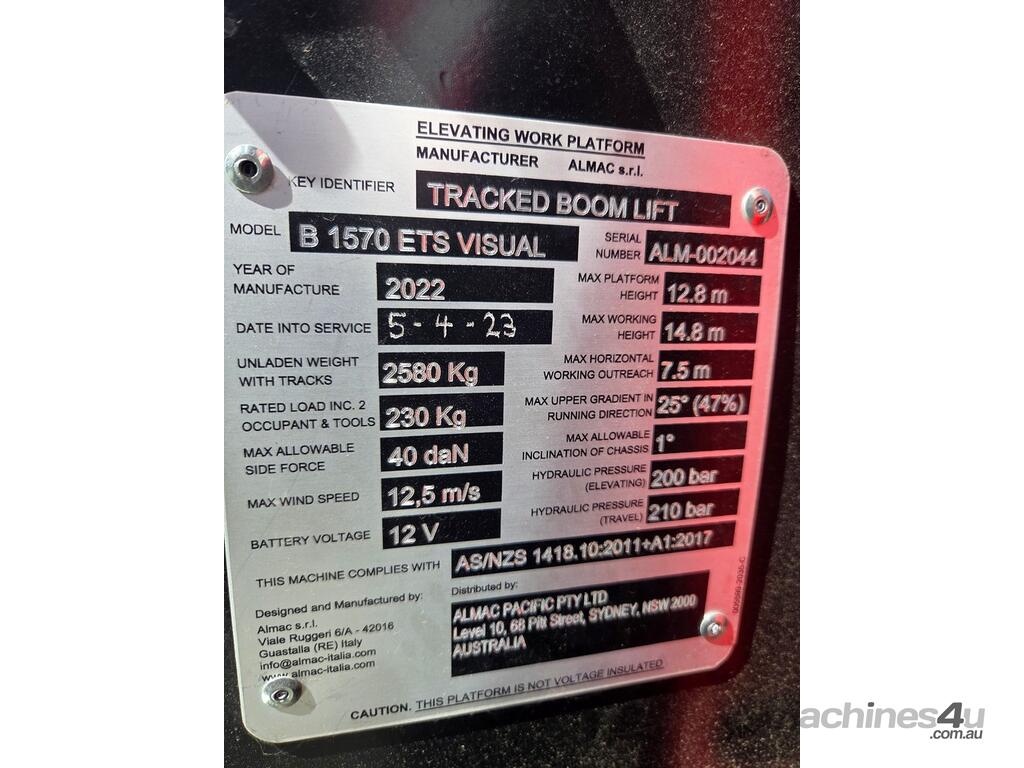 ELEVATING WORK PLATFORM
MANUFACTURER ALMAC s.r.l.
KEY IDENTIFIER TRACKED BOOM LIFT
MODEL B 1570 ETS VISUAL
SERIAL NUMBER ALM-002044
YEAR OF MANUFACTURE 2022
MAX PLATFORM HEIGHT 12.8 m
DATE INTO SERVICE 5-4-23
MAX WORKING HEIGHT 14.8 m
UNLADEN WEIGHT WITH TRACKS 2580 Kg
MAX HORIZONTAL WORKING OUTREACH 7.5 m
RATED LOAD INC. 2 OCCUPANT & TOOLS 230 Kg
MAX UPPER GRADIENT IN RUNNING DIRECTION 25° (47%)
MAX ALLOWABLE SIDE FORCE 40 daN
MAX ALLOWABLE INCLINATION OF CHASSIS 1°
MAX WIND SPEED 12,5 m/s
HYDRAULIC PRESSURE (ELEVATING) 200 bar
BATTERY VOLTAGE 12 V
HYDRAULIC PRESSURE (TRAVEL) 210 bar
THIS MACHINE COMPLIES WITH AS/NZS 1418.10:2011+A1:2017
Designed and Manufactured by:
Almac s.r.l.
Viale Ruggeri 6/A - 42016
Guastalla (RE) Italy
info@almac-italia.com
www.almac-italia.com
Distributed by:
ALMAC PACIFIC PTY LTD
Level 10, 68 Pitt Street, SYDNEY, NSW 2000
AUSTRALIA
CAUTION. THIS PLATFORM IS NOT VOLTAGE INSULATED
machines4u
.com.au